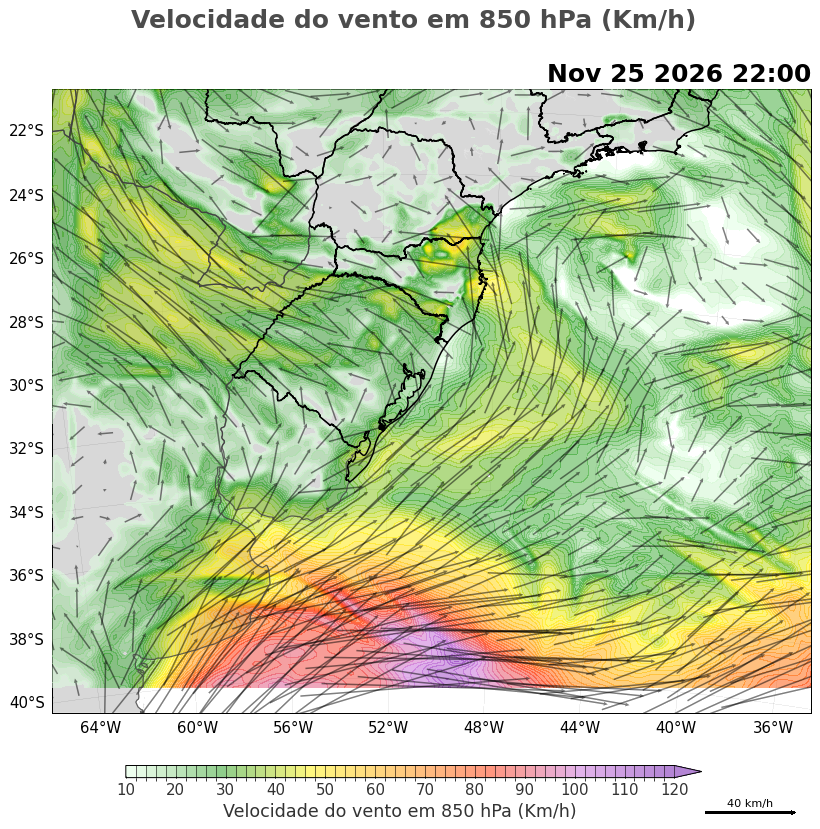 Velocidade do vento em 850 hPa (Km/h)
Nov 25 2026 22:00
22°S
24°S
26°S
28°S
30°S
32°S
34°S
36°S
38°S
40°S
64°W 60°W 56°W 52°W 48°W 44°W 40°W 36°W
10 20 30 40 50 60 70 80 90 100 110 120
Velocidade do vento em 850 hPa (Km/h)
40 km/h